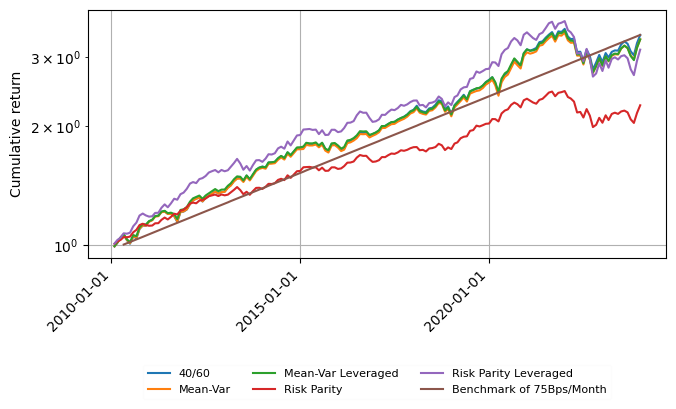 Cumulative return
3 × 10⁰
2 × 10⁰
10⁰
2010-01-01
2015-01-01
2020-01-01
40/60
Mean-Var
Mean-Var Leveraged
Risk Parity
Risk Parity Leveraged
Benchmark of 75Bps/Month